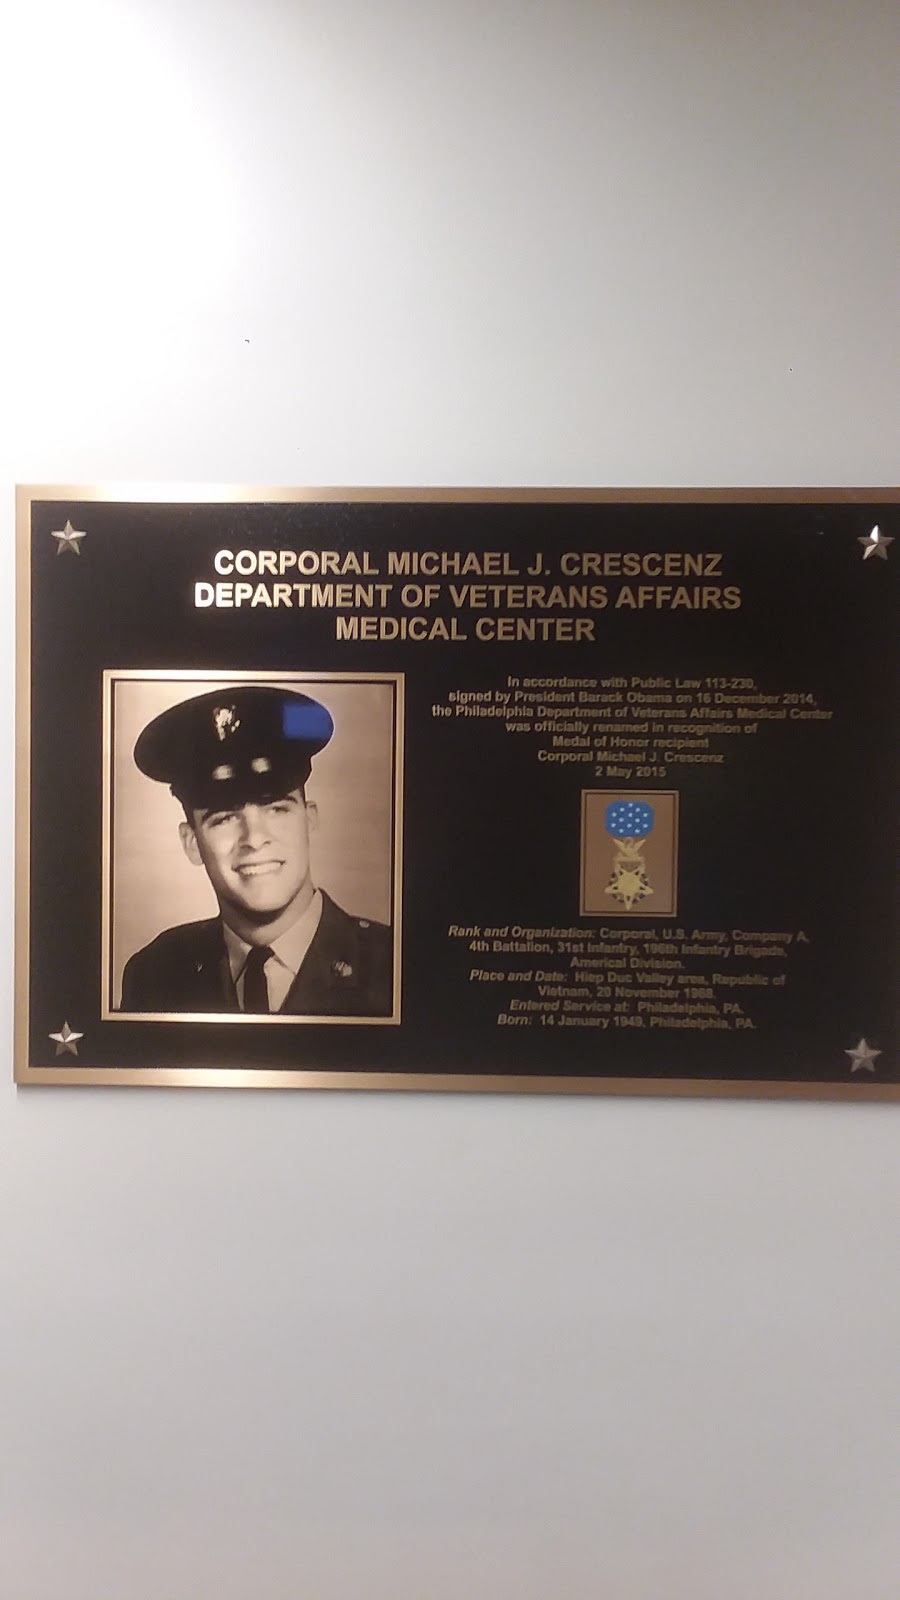 CORPORAL MICHAEL J. CRESCENZ
DEPARTMENT OF VETERANS AFFAIRS
MEDICAL CENTER
In accordance with Public Law 113-230,
signed by President Barack Obama on 16 December 2014,
the Philadelphia Department of Veterans Affairs Medical Center
was officially renamed in recognition of
Medal of Honor recipient
Corporal Michael J. Crescenz
2 May 2015
Rank and Organization: Corporal, U.S. Army, Company A,
4th Battalion, 31st Infantry, 196th Infantry Brigade,
Americal Division.
Place and Date: Hiep Duc Valley area, Republic of
Vietnam, 20 November 1968.
Entered Service at: Philadelphia, PA.
Born: 14 January 1949, Philadelphia, PA.